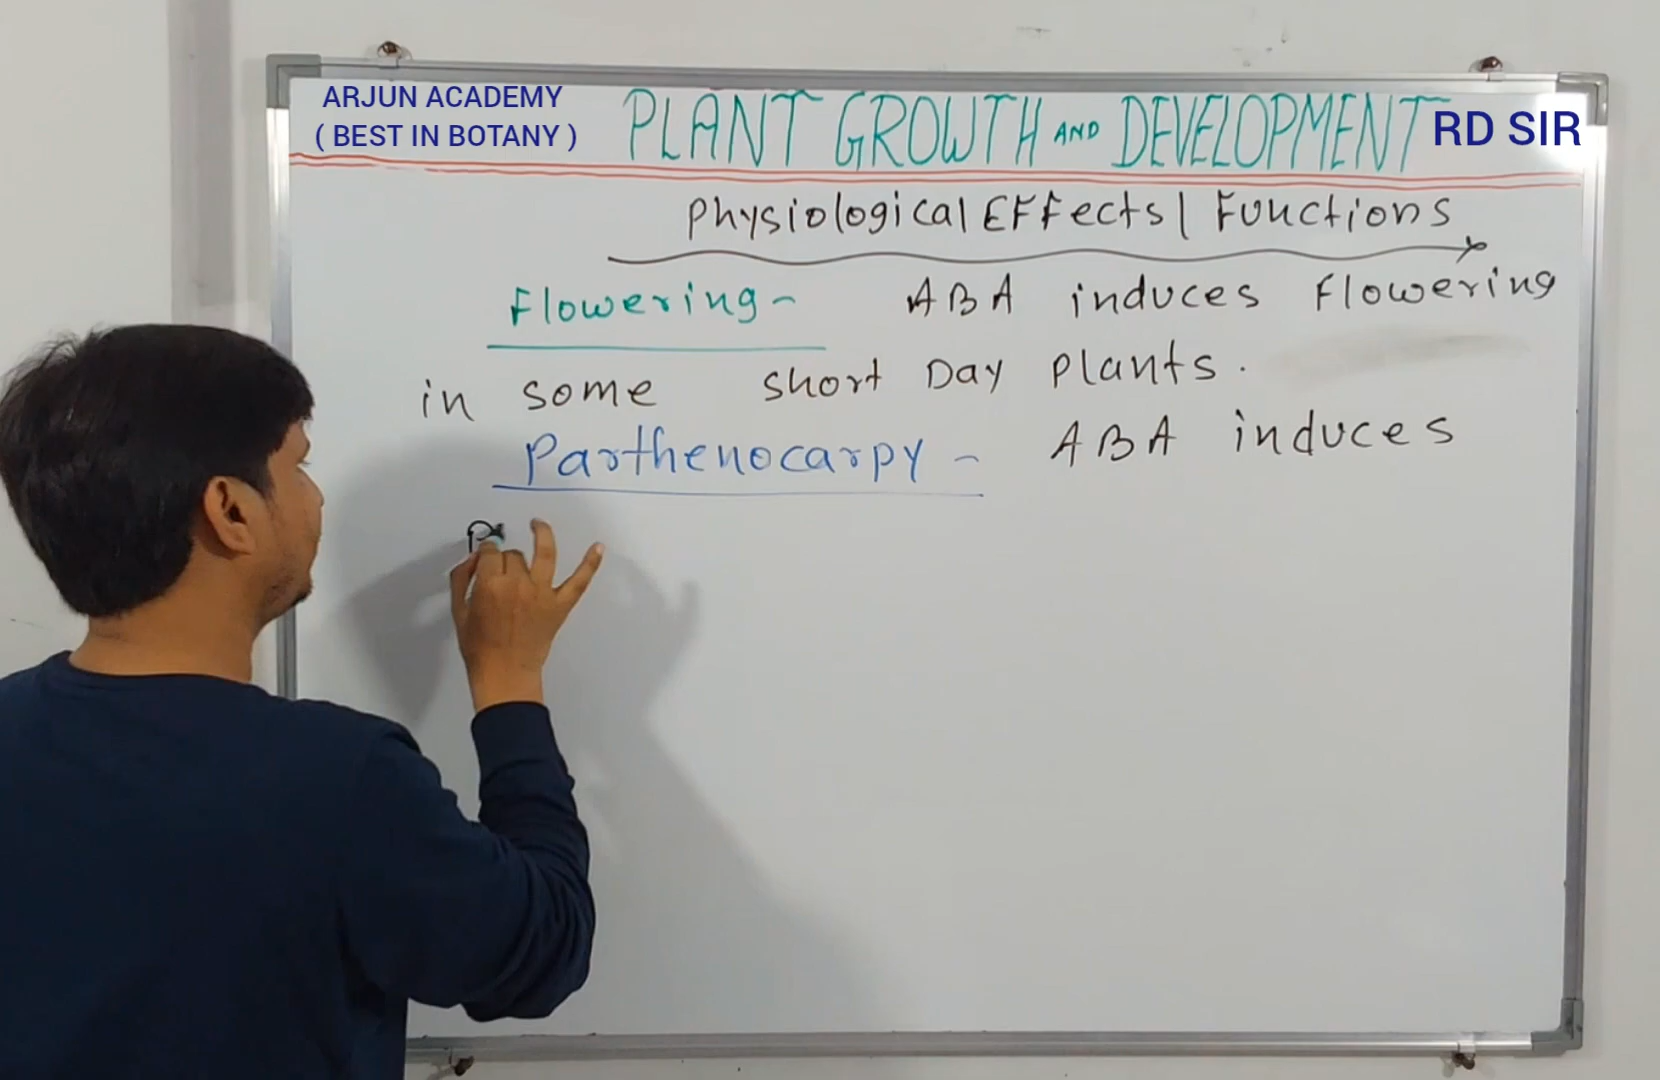 ARJUN ACADEMY
( BEST IN BOTANY )
PLANT GROWTH AND DEVELOPMENT
RD SIR
Physiological Effects | Functions
Flowering - ABA induces Flowering
in some short Day plants.
Parthenocarpy - ABA induces
P